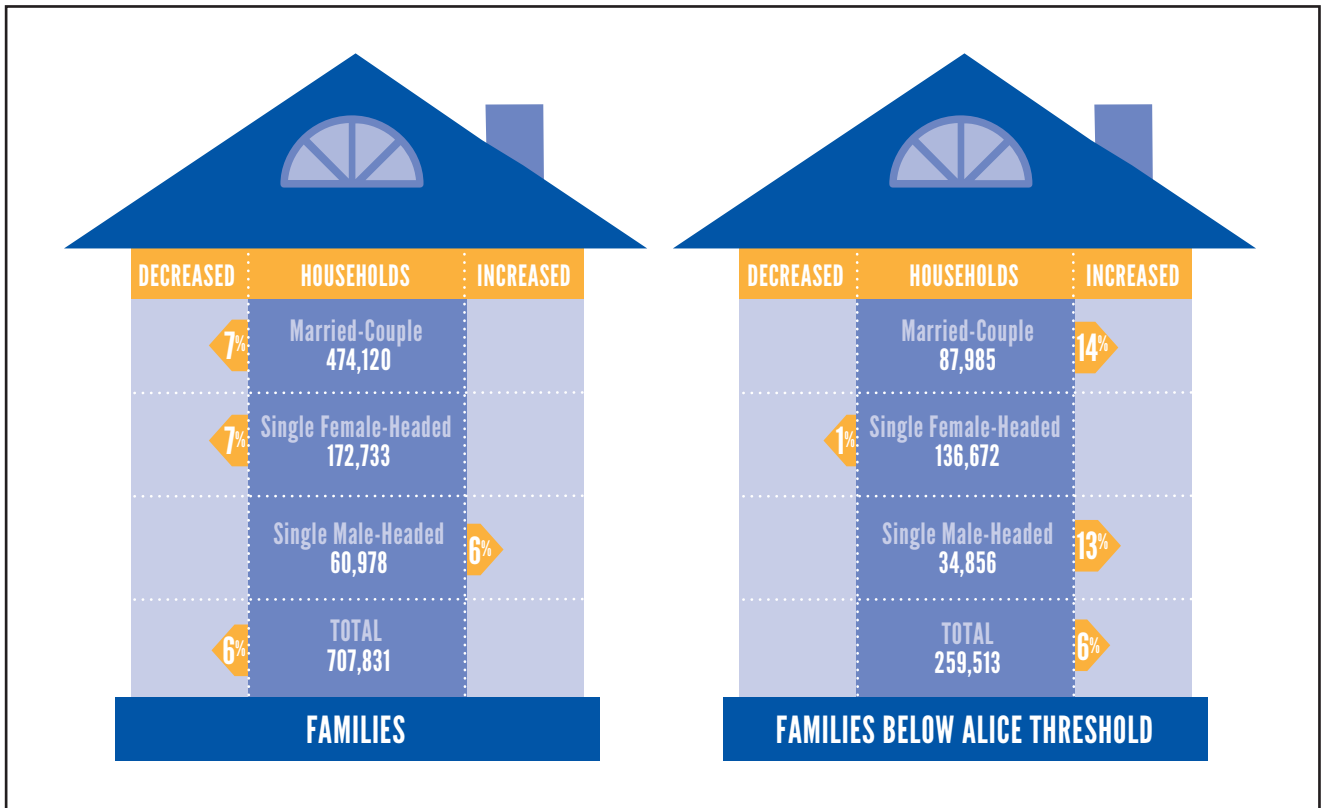 DECREASED HOUSEHOLDS INCREASED
7% Married-Couple
474,120
7% Single Female-Headed
172,733
Single Male-Headed 6%
60,978
6% TOTAL
707,831
FAMILIES
DECREASED HOUSEHOLDS INCREASED
Married-Couple 14%
87,985
1% Single Female-Headed
136,672
Single Male-Headed 13%
34,856
TOTAL 6%
259,513
FAMILIES BELOW ALICE THRESHOLD